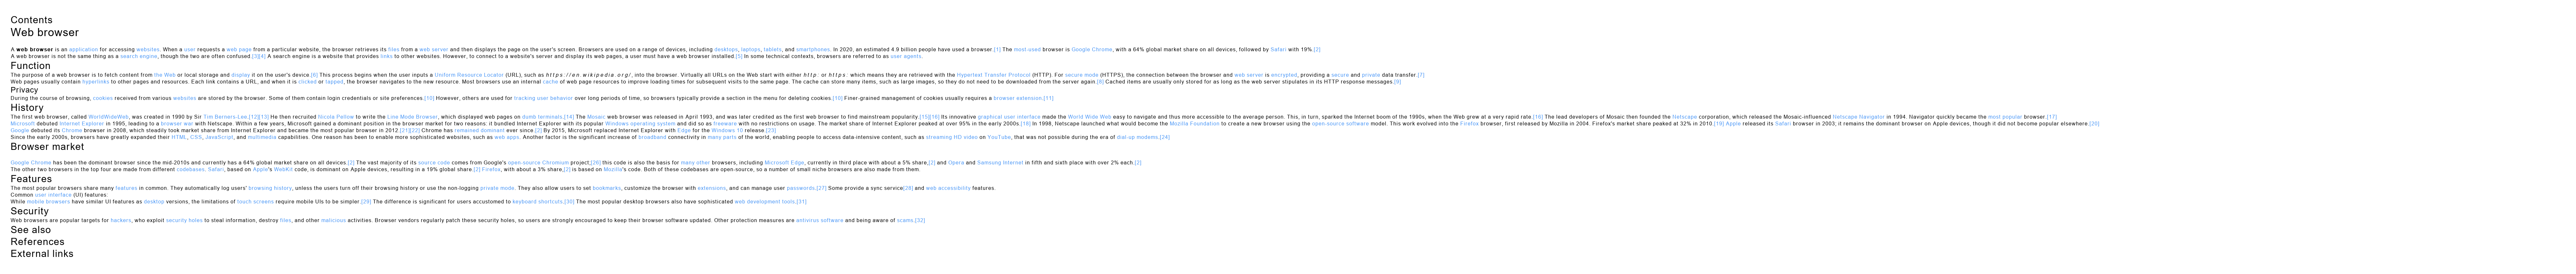 Contents
Web browser
A web browser is an application for accessing websites. When a user requests a web page from a particular website, the browser retrieves its files from a web server and then displays the page on the user's screen. Browsers are used on a range of devices, including desktops, laptops, tablets, and smartphones. In 2020, an estimated 4.9 billion people have used a browser.[1] The most used browser is Google Chrome, with a 64% global market share on all devices, followed by Safari with 19%.[2]
A web browser is not the same thing as a search engine, though the two are often confused.[3][4] A search engine is a website that provides links to other websites. However, to connect to a website's server and display its web pages, a user must have a web browser installed.[5] In some technical contexts, browsers are referred to as user agents.
Function
The purpose of a web browser is to fetch content from the Web or local storage and display it on the user's device.[6] This process begins when the user inputs a Uniform Resource Locator (URL), such as https://en.wikipedia.org/, into the browser. Virtually all URLs on the Web start with either http: or https: which means they are retrieved with the Hypertext Transfer Protocol (HTTP). For secure mode (HTTPS), the connection between the browser and web server is encrypted, providing a secure and private data transfer.[7]
Web pages usually contain hyperlinks to other pages and resources. Each link contains a URL, and when it is clicked or tapped, the browser navigates to the new resource. Most browsers use an internal cache of web page resources to improve loading times for subsequent visits to the same page. The cache can store many items, such as large images, so they do not need to be downloaded from the server again.[8] Cached items are usually only stored for as long as the web server stipulates in its HTTP response messages.[9]
Privacy
During the course of browsing, cookies received from various websites are stored by the browser. Some of them contain login credentials or site preferences.[10] However, others are used for tracking user behavior over long periods of time, so browsers typically provide a section in the menu for deleting cookies.[10] Finer-grained management of cookies usually requires a browser extension.[11]
History
The first web browser, called WorldWideWeb, was created in 1990 by Sir Tim Berners-Lee.[12][13] He then recruited Nicola Pellow to write the Line Mode Browser, which displayed web pages on dumb terminals.[14] The Mosaic web browser was released in April 1993, and was later credited as the first web browser to find mainstream popularity.[15][16] Its innovative graphical user interface made the World Wide Web easy to navigate and thus more accessible to the average person. This, in turn, sparked the Internet boom of the 1990s, when the Web grew at a very rapid rate.[16] The lead developers of Mosaic then founded the Netscape corporation, which released the Mosaic-influenced Netscape Navigator in 1994. Navigator quickly became the most popular browser.[17]
Microsoft debuted Internet Explorer in 1995, leading to a browser war with Netscape. Within a few years, Microsoft gained a dominant position in the browser market for two reasons: it bundled Internet Explorer with its popular Windows operating system and did so as freeware with no restrictions on usage. The market share of Internet Explorer peaked at over 95% in the early 2000s.[18] In 1998, Netscape launched what would become the Mozilla Foundation to create a new browser using the open-source software model. This work evolved into the Firefox browser, first released by Mozilla in 2004. Firefox's market share peaked at 32% in 2010.[19] Apple released its Safari browser in 2003; it remains the dominant browser on Apple devices, though it did not become popular elsewhere.[20]
Google debuted its Chrome browser in 2008, which steadily took market share from Internet Explorer and became the most popular browser in 2012.[21][22] Chrome has remained dominant ever since.[2] By 2015, Microsoft replaced Internet Explorer with Edge for the Windows 10 release.[23]
Since the early 2000s, browsers have greatly expanded their HTML, CSS, JavaScript, and multimedia capabilities. One reason has been to enable more sophisticated websites, such as web apps. Another factor is the significant increase of broadband connectivity in many parts of the world, enabling people to access data-intensive content, such as streaming HD video on YouTube, that was not possible during the era of dial-up modems.[24]
Browser market
Google Chrome has been the dominant browser since the mid-2010s and currently has a 64% global market share on all devices.[2] The vast majority of its source code comes from Google's open-source Chromium project;[26] this code is also the basis for many other browsers, including Microsoft Edge, currently in third place with about a 5% share,[2] and Opera and Samsung Internet in fifth and sixth place with over 2% each.[2]
The other two browsers in the top four are made from different codebases. Safari, based on Apple's WebKit code, is dominant on Apple devices, resulting in a 19% global share.[2] Firefox, with about a 3% share,[2] is based on Mozilla's code. Both of these codebases are open-source, so a number of small niche browsers are also made from them.
Features
The most popular browsers share many features in common. They automatically log users' browsing history, unless the users turn off their browsing history or use the non-logging private mode. They also allow users to set bookmarks, customize the browser with extensions, and can manage user passwords.[27] Some provide a sync service[28] and web accessibility features.
Common user interface (UI) features:
While mobile browsers have similar UI features as desktop versions, the limitations of touch screens require mobile UIs to be simpler.[29] The difference is significant for users accustomed to keyboard shortcuts.[30] The most popular desktop browsers also have sophisticated web development tools.[31]
Security
Web browsers are popular targets for hackers, who exploit security holes to steal information, destroy files, and other malicious activities. Browser vendors regularly patch these security holes, so users are strongly encouraged to keep their browser software updated. Other protection measures are antivirus software and being aware of scams.[32]
See also
References
External links